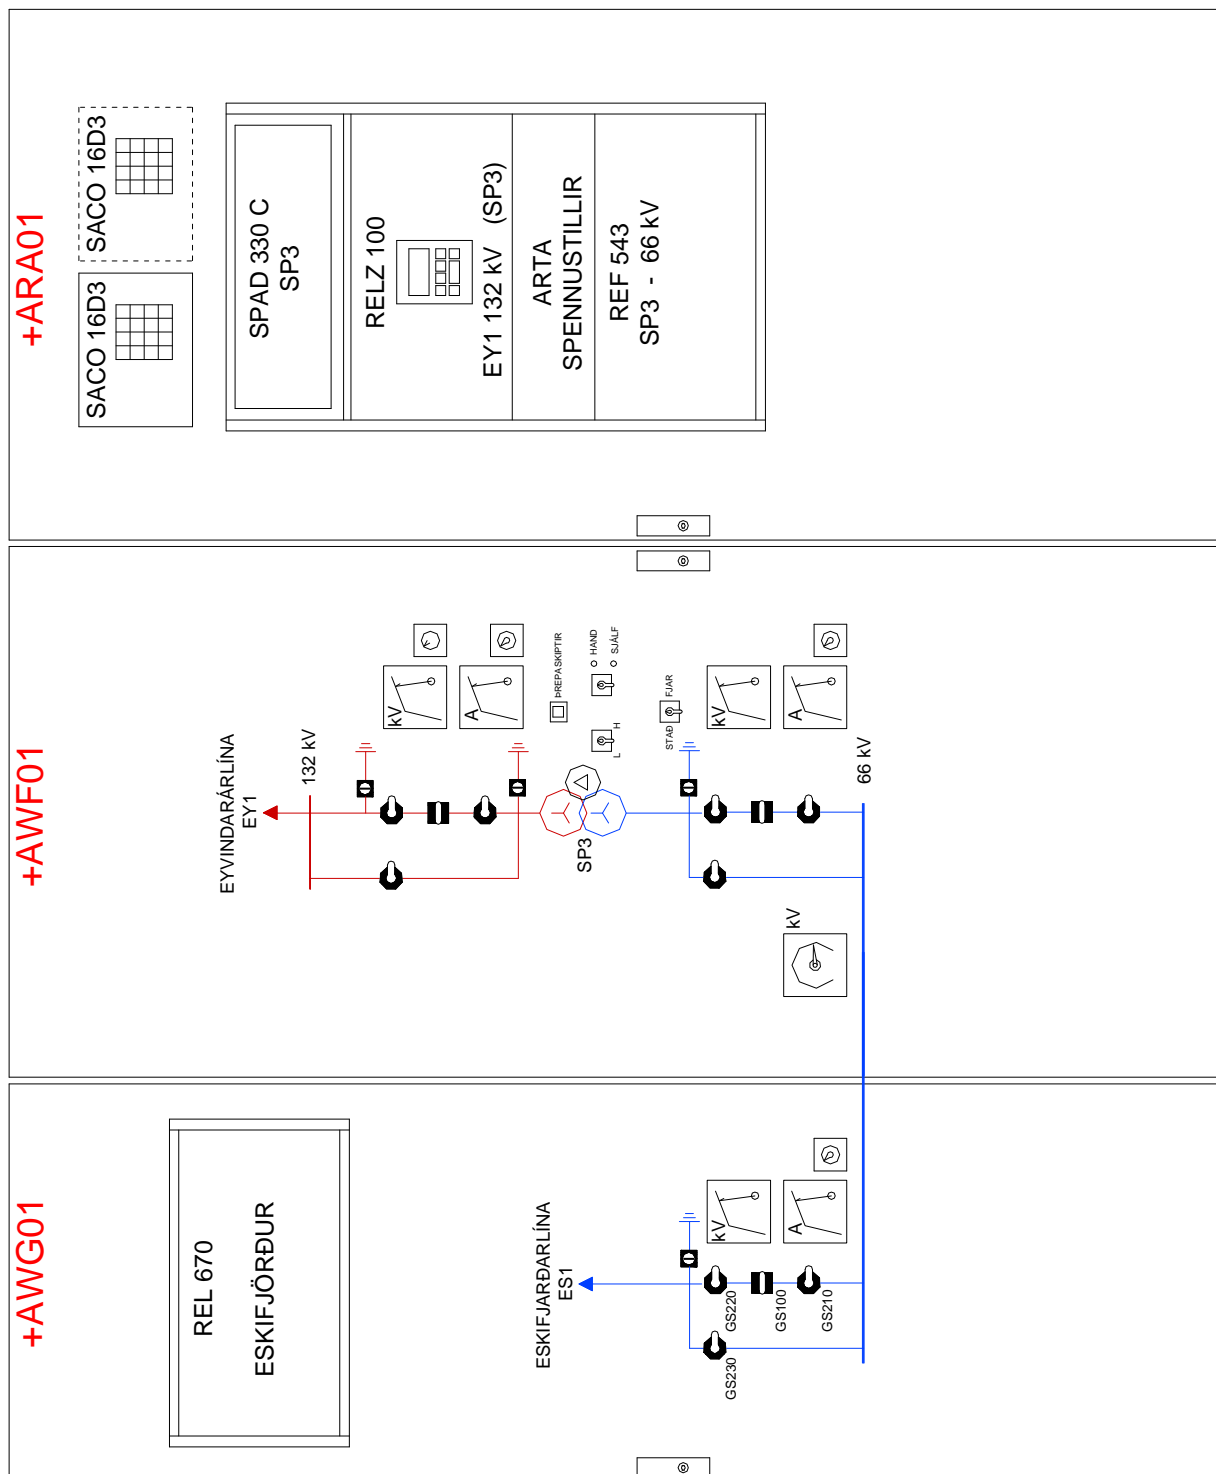 +AWG01
REL 670
ESKIFJÖRÐUR
ESKIFJARÐARLÍNA
ES1
kV
A
GS220
GS100
GS210
GS230
+AWF01
EYVINDARÁRLÍNA
EY1
132 kV
kV
A
ÞREPASKIPTIR
HAND
SJÁLF
L
H
SP3
STAÐ
FJAR
kV
A
66 kV
kV
+ARA01
SACO 16D3
SACO 16D3
SPAD 330 C
SP3
RELZ 100
EY1 132 kV (SP3)
ARTA
SPENNUSTILLIR
REF 543
SP3 - 66 kV